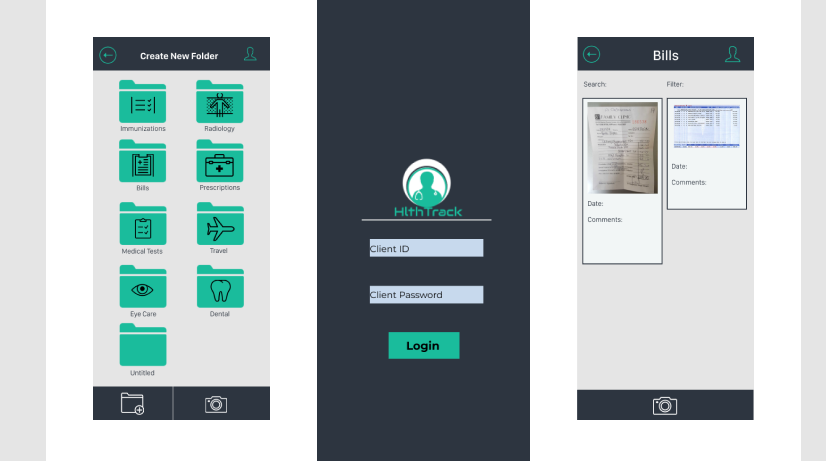 Create New Folder
Immunizations
Radiology
Bills
Prescriptions
Medical Tests
Travel
Eye Care
Dental
Untitled
HlthTrack
Client ID
Client Password
Login
Bills
Search:
Filter:
Date:
Comments:
Date:
Comments: